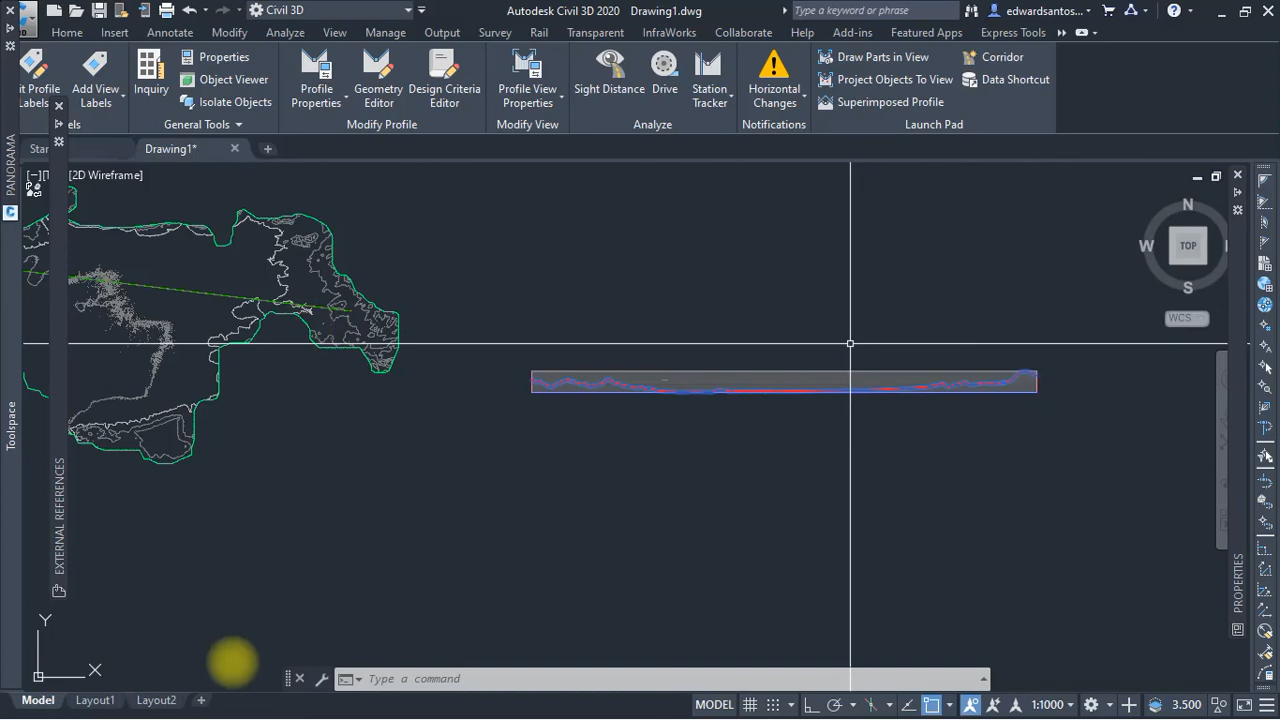 Civil 3D
Autodesk Civil 3D 2020 Drawing1.dwg
Type a keyword or phrase
edwardsantos...
Home Insert Annotate Modify Analyze View Manage Output Survey Rail Transparent InfraWorks Collaborate Help Add-ins Featured Apps Express Tools
Profile
Labels
Add View
Labels
Inquiry
Properties
Object Viewer
Isolate Objects
General Tools
Profile
Properties
Geometry
Editor
Design Criteria
Editor
Modify Profile
Profile View
Properties
Modify View
Sight Distance
Drive
Station
Tracker
Analyze
Horizontal
Changes
Notifications
Draw Parts in View
Project Objects To View
Superimposed Profile
Corridor
Data Shortcut
Launch Pad
Drawing1*
[2D Wireframe]
PANORAMA
Toolspace
EXTERNAL REFERENCES
PROPERTIES
N
W
TOP
S
WCS
Y
X
Type a command
Model Layout1 Layout2
MODEL
1:1000
3.500